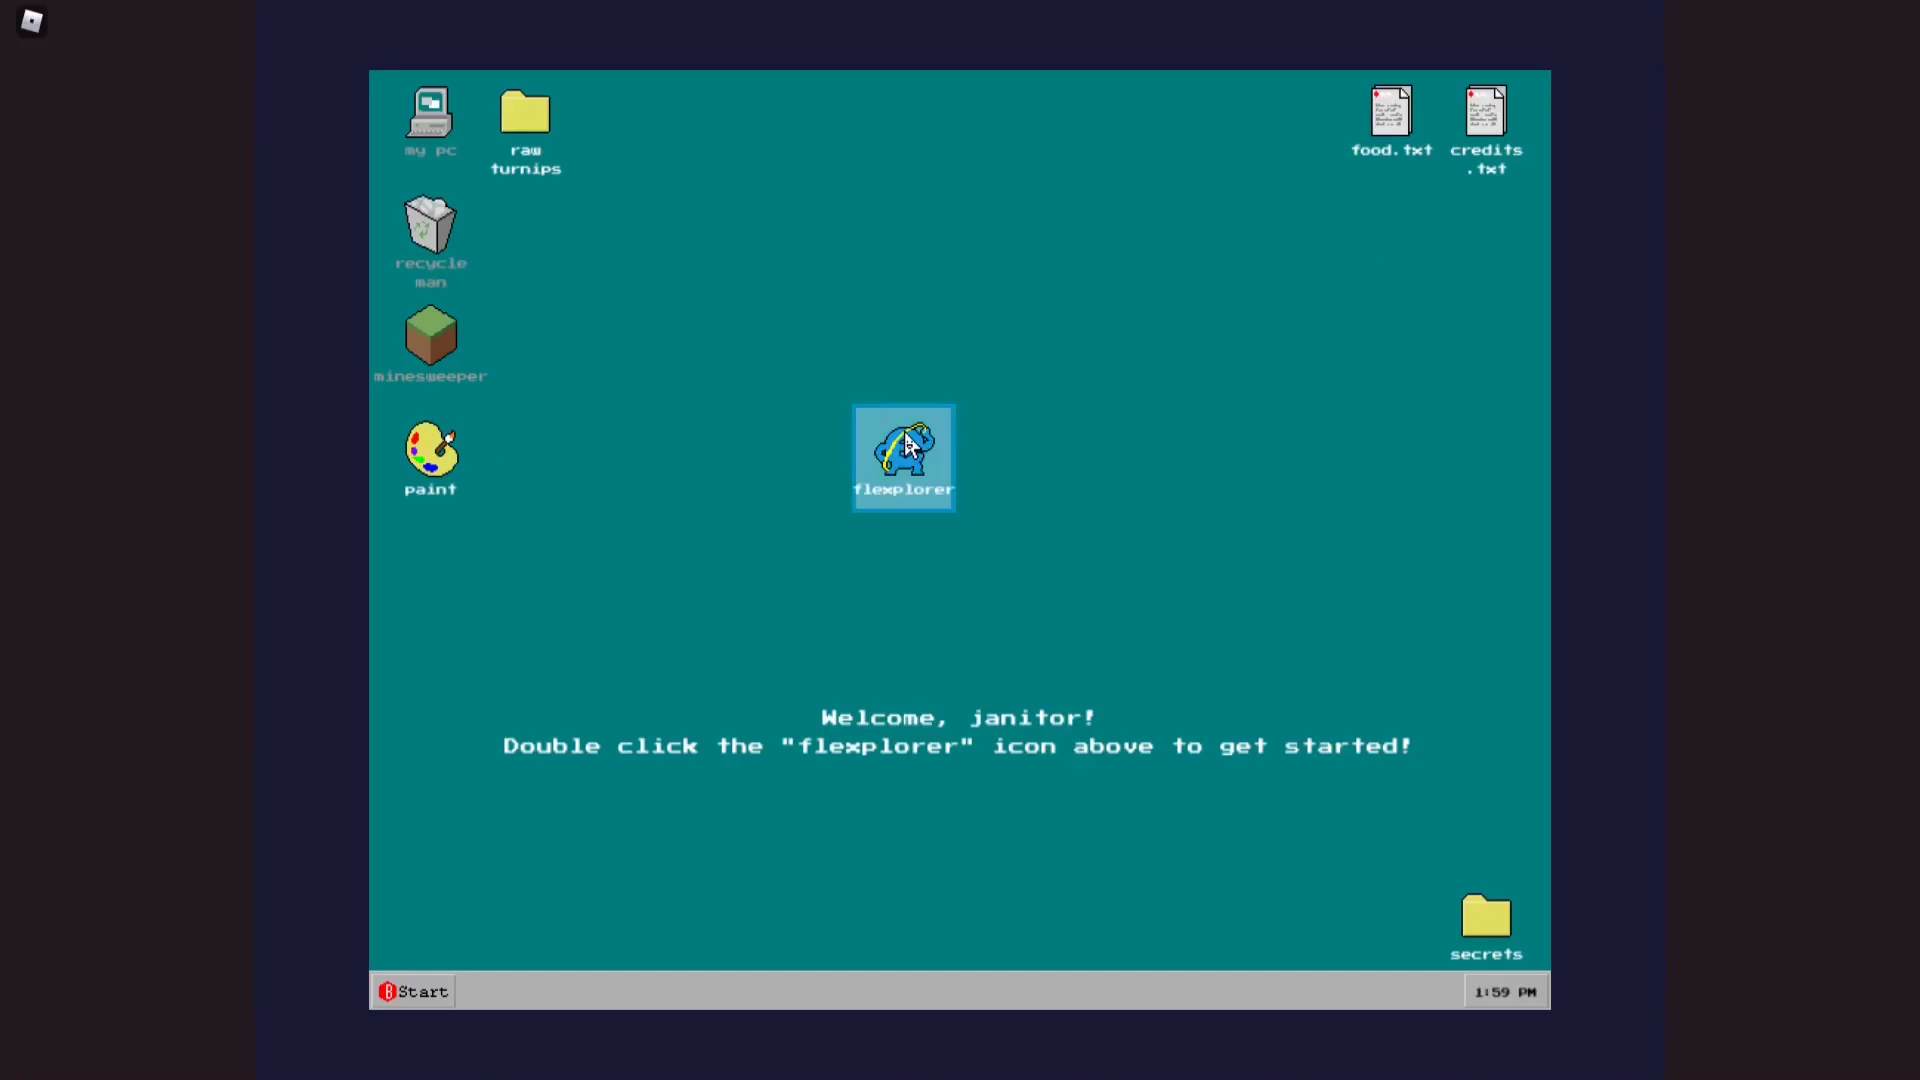 my pc
raw
turnips
food.txt
credits
.txt
recycle
man
minesweeper
paint
flexplorer
Welcome, janitor!
Double click the "flexplorer" icon above to get started!
secrets
Start
1:59 PM